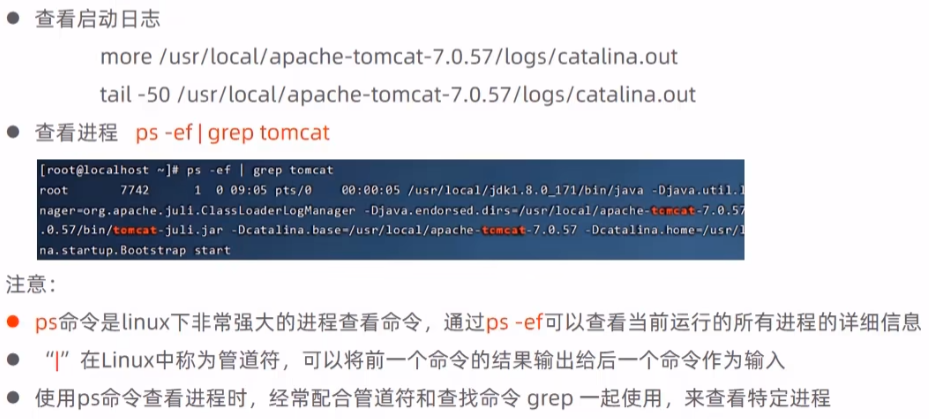 ● 查看启动日志
more /usr/local/apache-tomcat-7.0.57/logs/catalina.out
tail -50 /usr/local/apache-tomcat-7.0.57/logs/catalina.out
● 查看进程 ps -ef | grep tomcat
[root@localhost ~]# ps -ef | grep tomcat
root 7742 1 0 09:05 pts/0 00:00:05 /usr/local/jdk1.8.0_171/bin/java -Djava.util.l
nager=org.apache.juli.ClassLoaderLogManager -Djava.endorsed.dirs=/usr/local/apache-tomcat-7.0.57
.0.57/bin/tomcat-juli.jar -Dcatalina.base=/usr/local/apache-tomcat-7.0.57 -Dcatalina.home=/usr/l
na.startup.Bootstrap start
注意：
● ps命令是linux下非常强大的进程查看命令，通过ps -ef可以查看当前运行的所有进程的详细信息
● “|”在Linux中称为管道符，可以将前一个命令的结果输出给后一个命令作为输入
● 使用ps命令查看进程时，经常配合管道符和查找命令 grep 一起使用，来查看特定进程